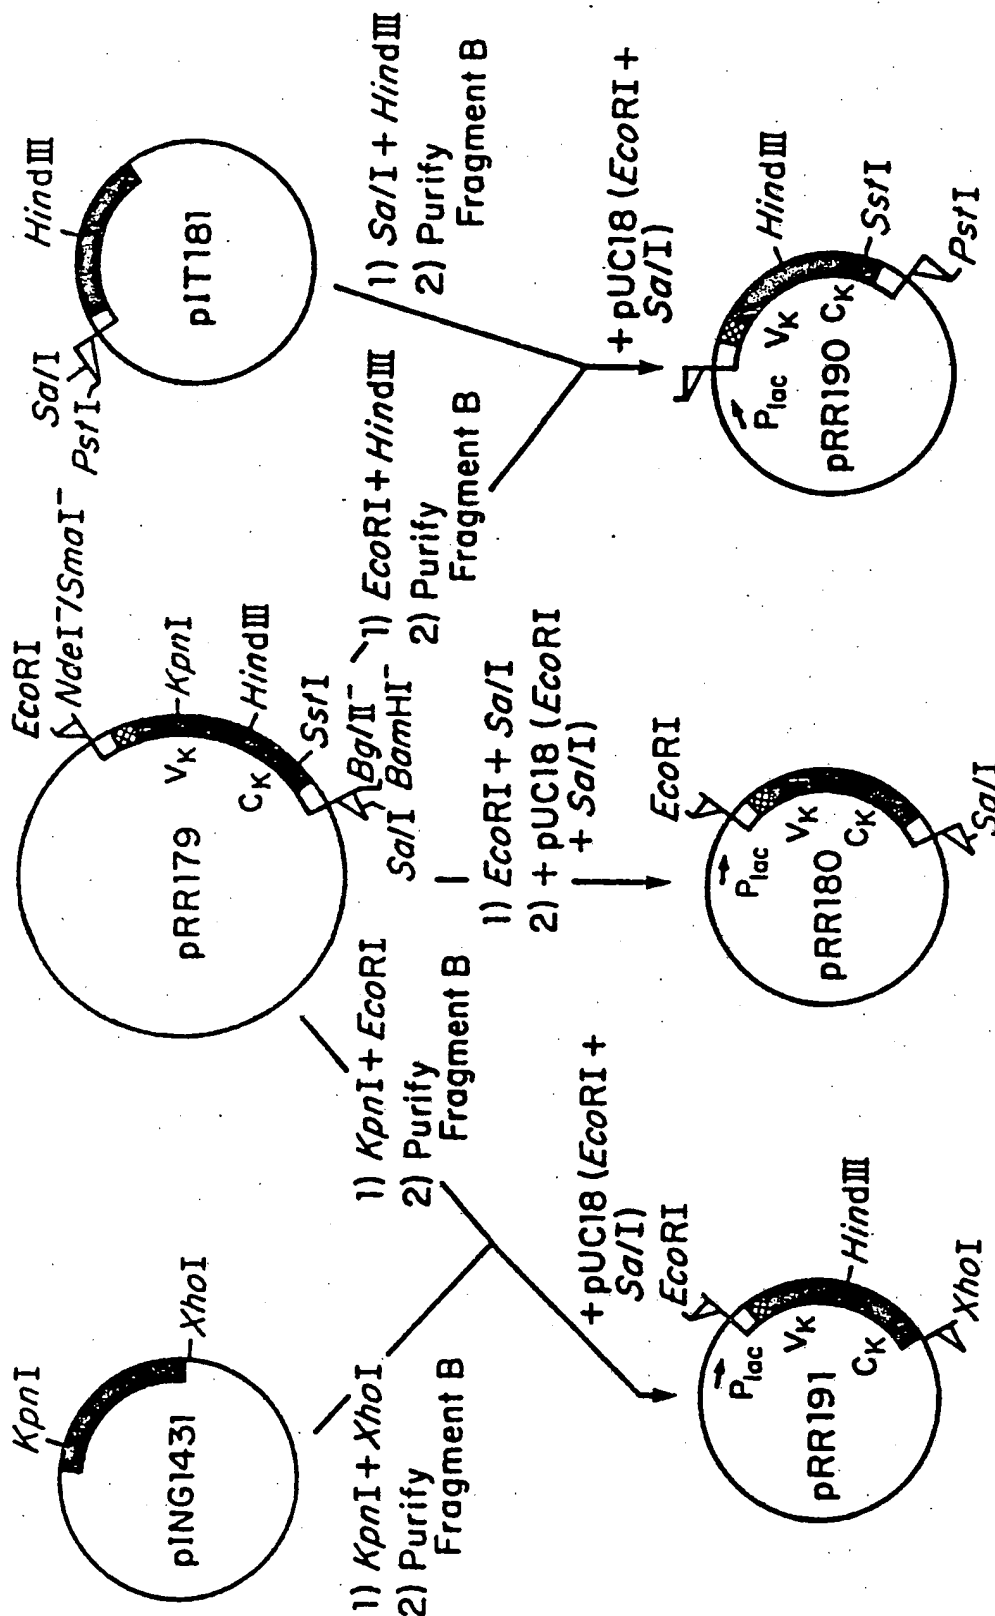 KpnI
XhoI
pING1431
1) KpnI + XhoI
2) Purify
Fragment B
EcoRI
NdeI⁻/SmaI⁻
KpnI
HindIII
SstI
BglII⁻
BamHI⁻
SalI
VK
CK
pRR179
1) KpnI + EcoRI
2) Purify
Fragment B
1) EcoRI + SalI
2) + pUC18 (EcoRI
+ SalI)
1) EcoRI + HindIII
2) Purify
Fragment B
SalI
PstI
HindIII
pIT181
1) SalI + HindIII
2) Purify
Fragment B
+ pUC18 (EcoRI +
SalI)
EcoRI
Plac
VK
CK
HindIII
XhoI
pRR191
EcoRI
Plac
VK
CK
SalI
pRR180
+ pUC18 (EcoRI +
SalI)
Plac
VK
HindIII
CK
SstI
PstI
pRR190